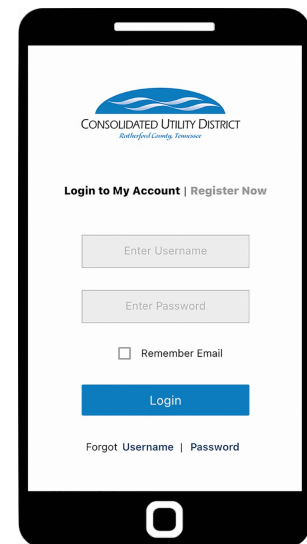 CONSOLIDATED UTILITY DISTRICT
Rutherford County, Tennessee
Login to My Account | Register Now
Enter Username
Enter Password
Remember Email
Login
Forgot Username | Password